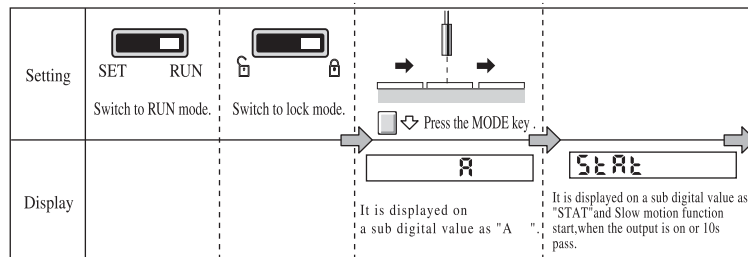 Setting
SET RUN
Switch to RUN mode.
Switch to lock mode.
Press the MODE key .
Display
A
It is displayed on
a sub digital value as "A ".
StAt
It is displayed on a sub digital value as
"STAT"and Slow motion function
start,when the output is on or 10s
pass.